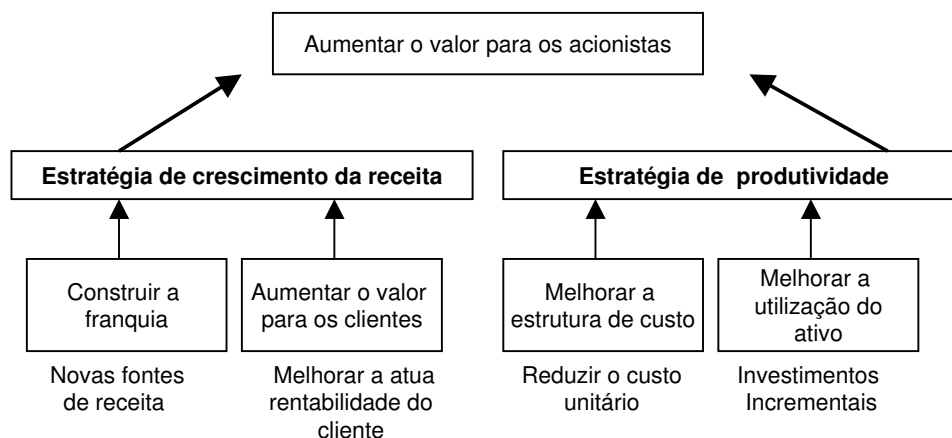 Aumentar o valor para os acionistas
Estratégia de crescimento da receita
Estratégia de produtividade
Construir a
franquia
Aumentar o valor
para os clientes
Melhorar a
estrutura de custo
Melhorar a
utilização do
ativo
Novas fontes
de receita
Melhorar a atua
rentabilidade do
cliente
Reduzir o custo
unitário
Investimentos
Incrementais